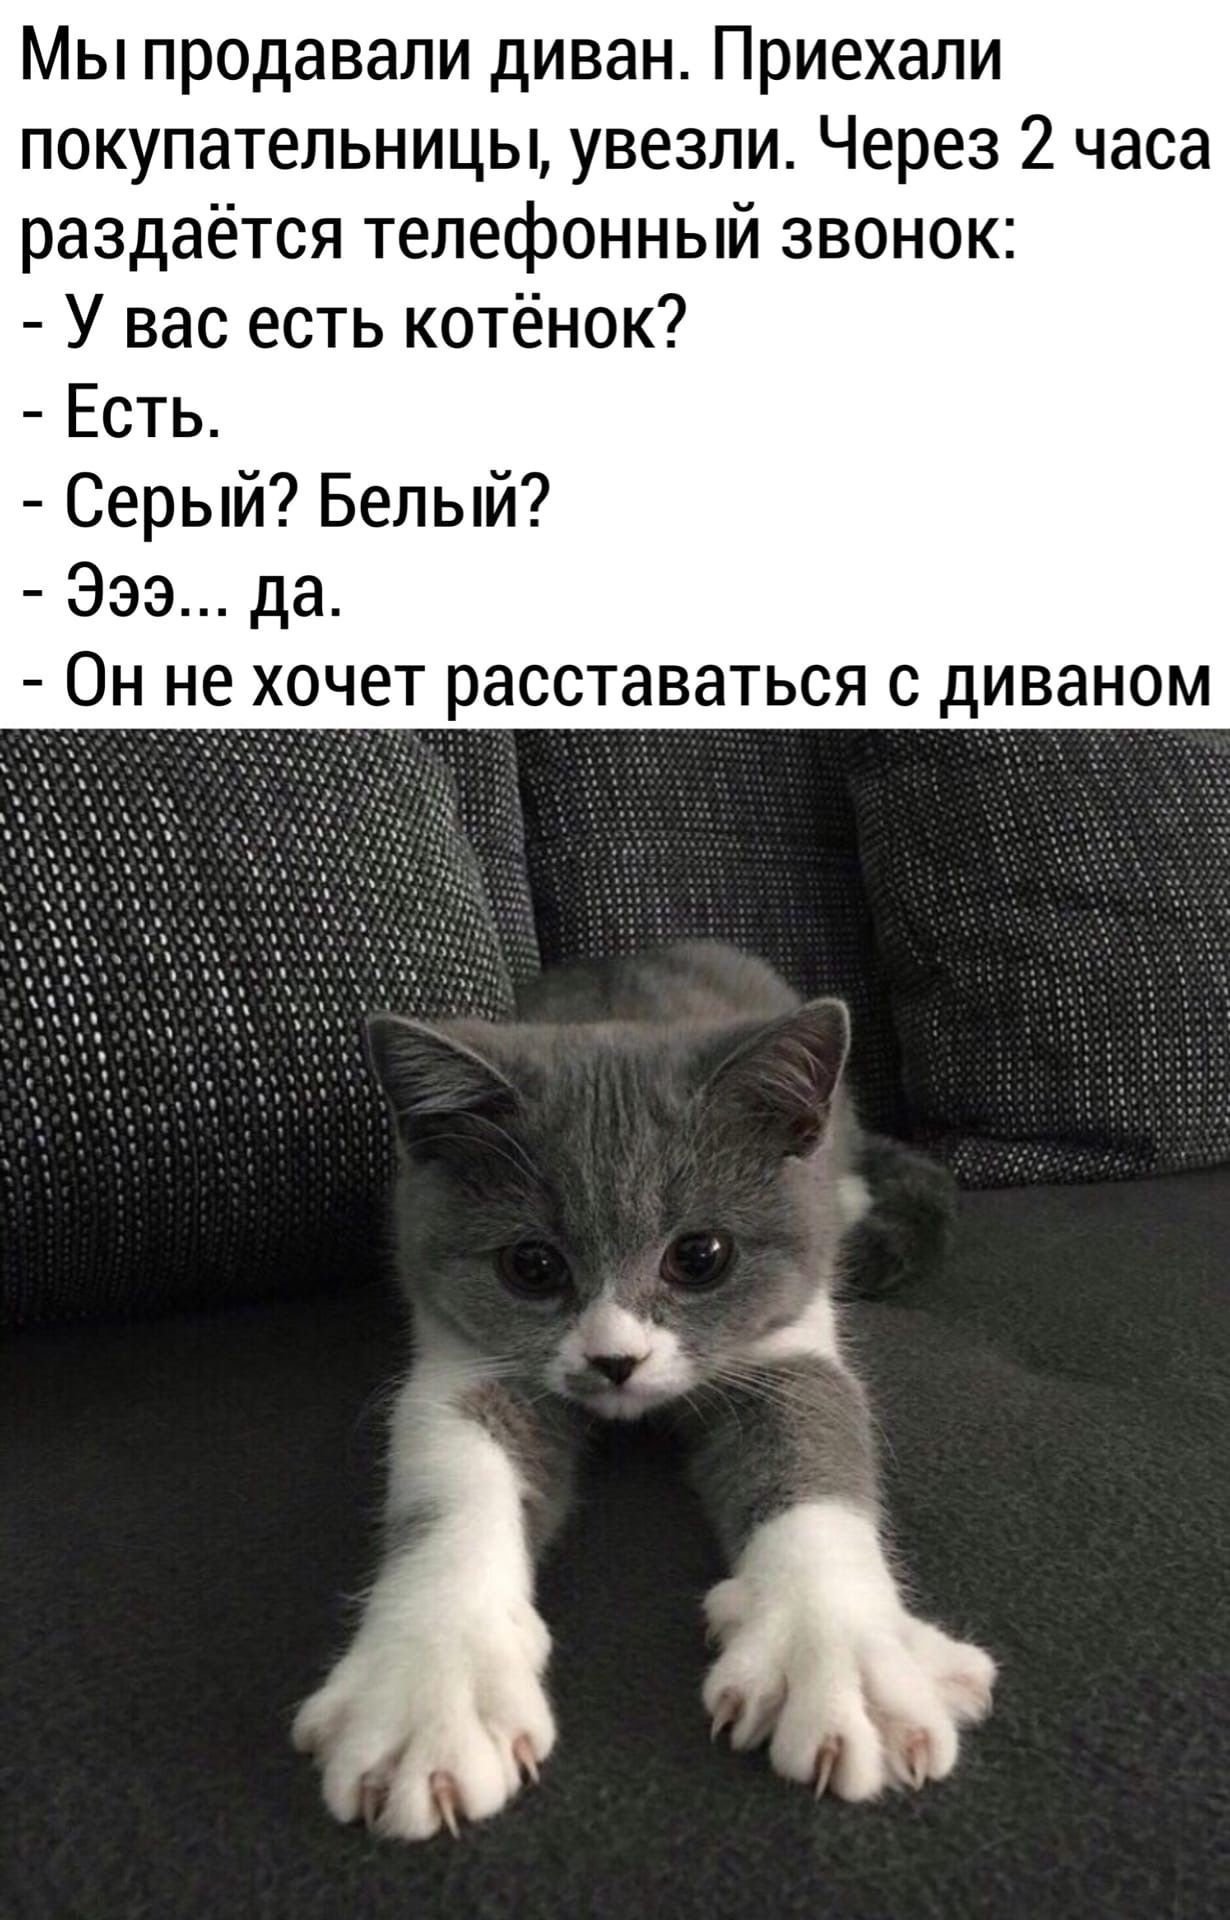 Мы продавали диван. Приехали
покупательницы, увезли. Через 2 часа
раздаётся телефонный звонок:
- У вас есть котёнок?
- Есть.
- Серый? Белый?
- Эээ... да.
- Он не хочет расставаться с диваном